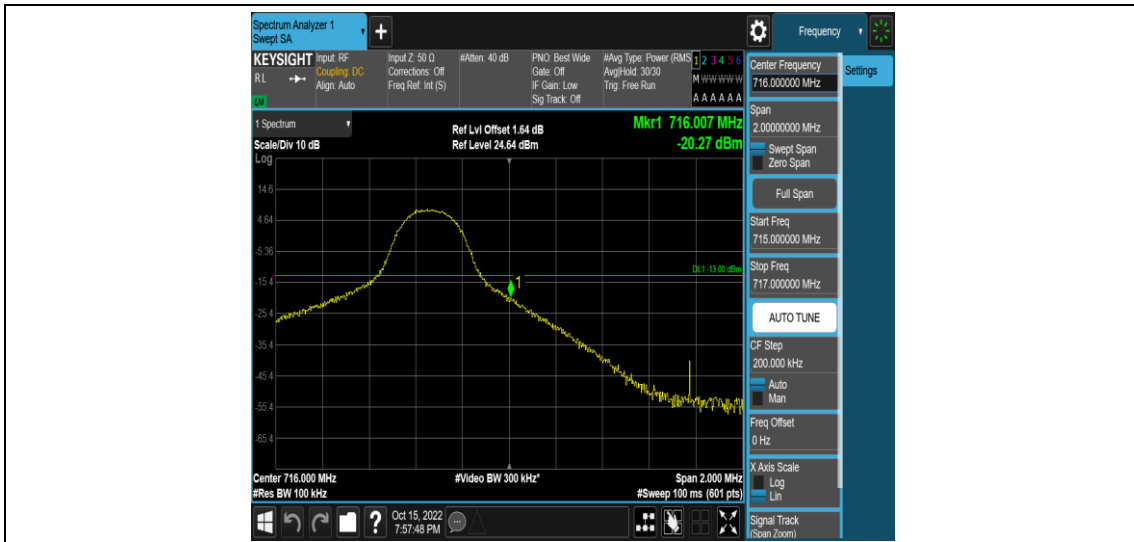 Spectrum Analyzer 1
Swept SA
+
Frequency
KEYSIGHT
RL
LM
Input: RF
Coupling: DC
Align: Auto
Input Z: 50 Ω
Corrections: Off
Freq Ref: Int (S)
#Atten: 40 dB
PNO: Best Wide
Gate: Off
IF Gain: Low
Sig Track: Off
#Avg Type: Power (RMS
Avg|Hold: 30/30
Trig: Free Run
1 2 3 4 5 6
M W W W W W
A A A A A A
1 Spectrum
Scale/Div 10 dB
Log
Ref Lvl Offset 1.64 dB
Ref Level 24.64 dBm
Mkr1 716.007 MHz
-20.27 dBm
14.6
4.64
-5.36
-15.4
-25.4
-35.4
-45.4
-55.4
-65.4
DL1 -13.00 dBm
1
Center 716.000 MHz
#Res BW 100 kHz
#Video BW 300 kHz*
Span 2.000 MHz
#Sweep 100 ms (601 pts)
?
Oct 15, 2022
7:57:48 PM
Center Frequency
716.000000 MHz
Settings
Span
2.00000000 MHz
Swept Span
Zero Span
Full Span
Start Freq
715.000000 MHz
Stop Freq
717.000000 MHz
AUTO TUNE
CF Step
200.000 kHz
Auto
Man
Freq Offset
0 Hz
X Axis Scale
Log
Lin
Signal Track
(Span Zoom)